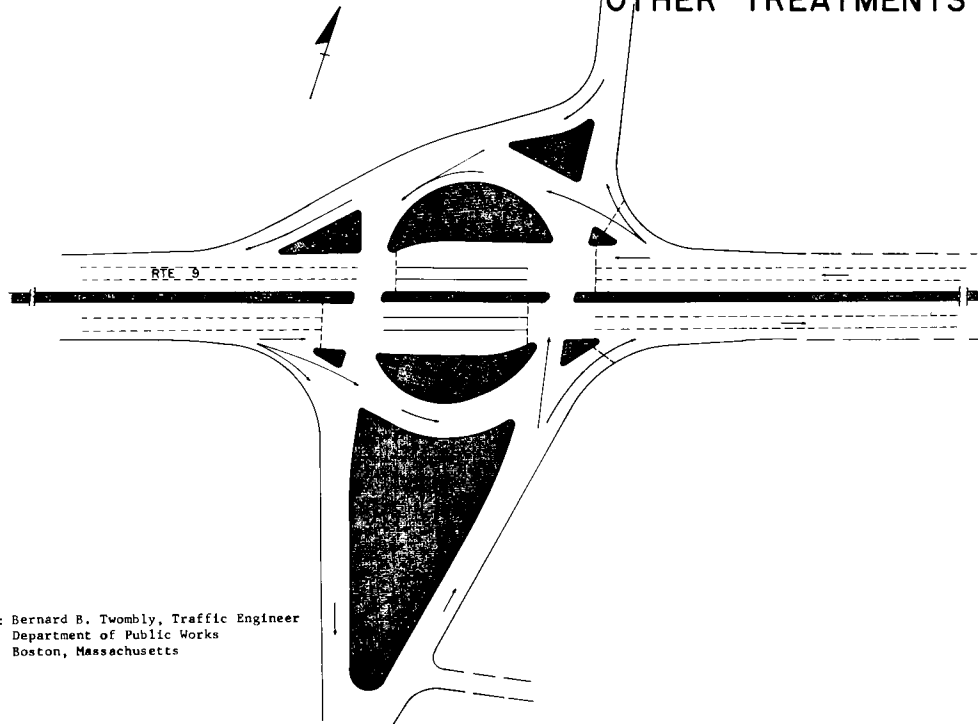 OTHER TREATMENTS
RTE 9
: Bernard B. Twombly, Traffic Engineer
Department of Public Works
Boston, Massachusetts